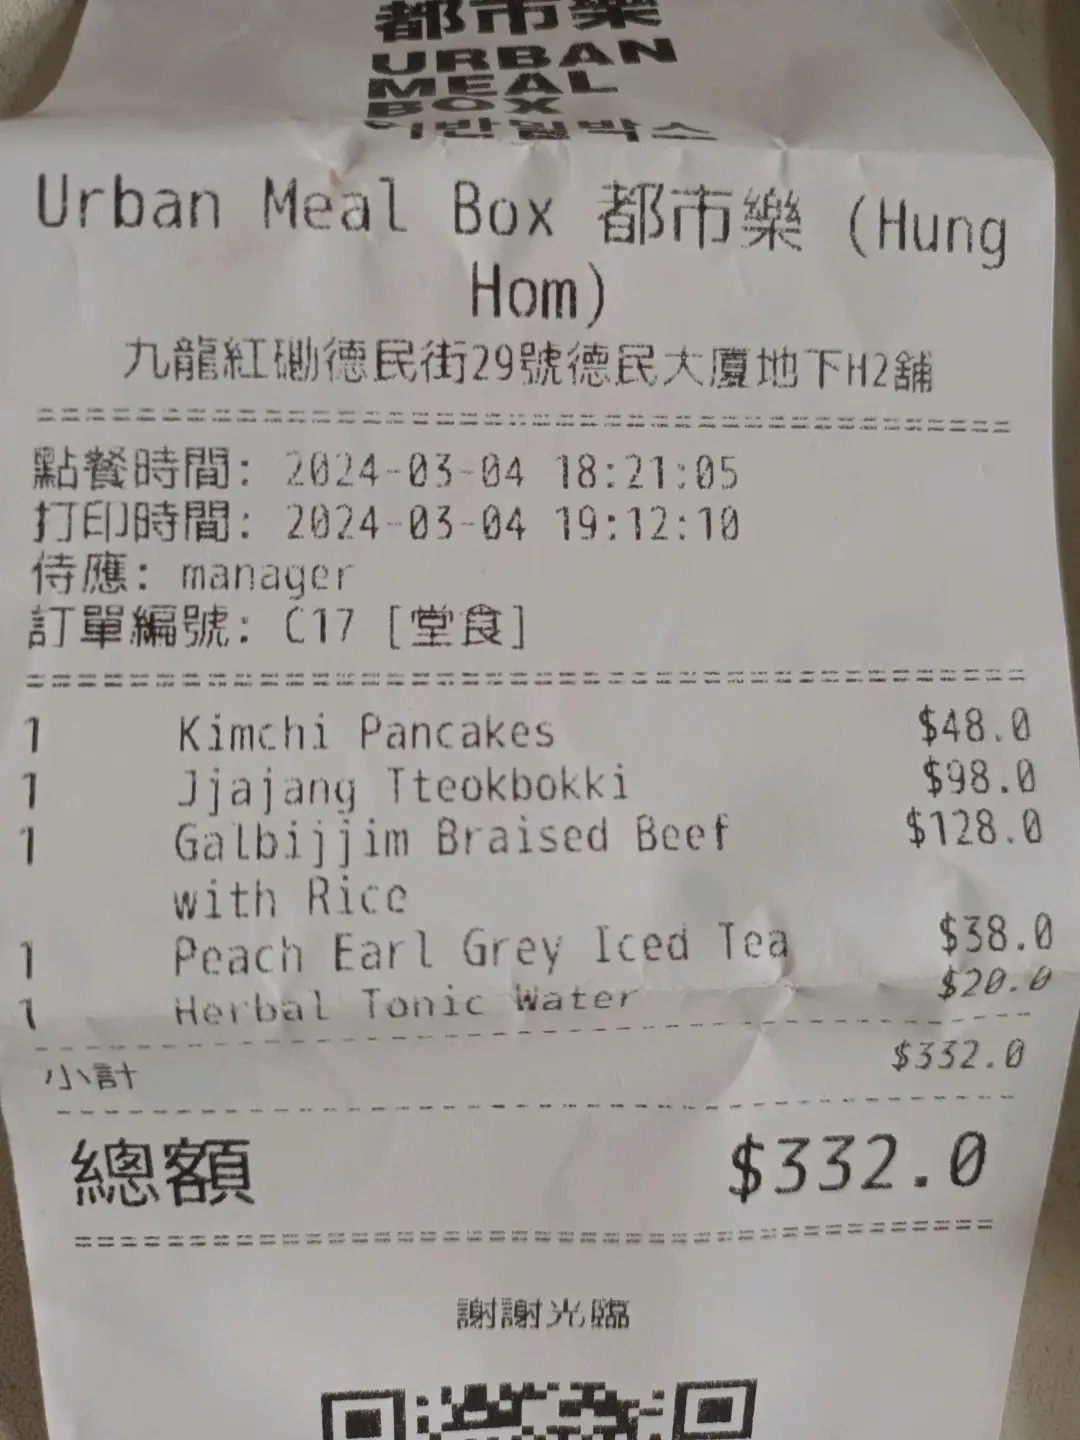 都市樂
URBAN
MEAL
BOX
어반밀박스
Urban Meal Box 都市樂 (Hung
Hom)
九龍紅磡德民街29號德民大廈地下H2舖
點餐時間: 2024-03-04 18:21:05
打印時間: 2024-03-04 19:12:10
侍應: manager
訂單編號: C17 [堂食]
1 Kimchi Pancakes $48.0
1 Jjajang Tteokbokki $98.0
1 Galbijjim Braised Beef $128.0
with Rice
1 Peach Earl Grey Iced Tea $38.0
1 Herbal Tonic Water $20.0
小計 $332.0
總額 $332.0
謝謝光臨